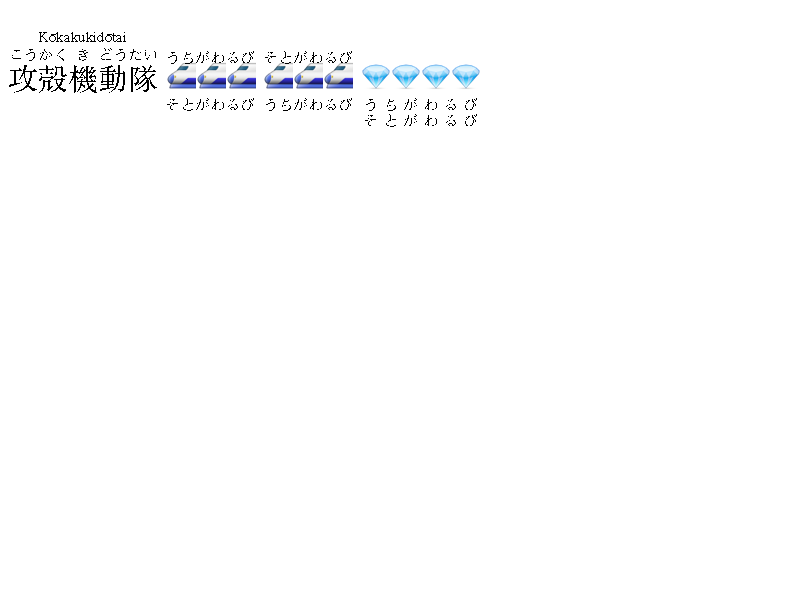 Kōkakukidōtai
こうかく き どうたい うちがわるび そとがわるび
攻殻機動隊 🚅🚅🚅 🚅🚅🚅 💎💎💎💎
そとがわるび うちがわるび うちがわるび
そとがわるび